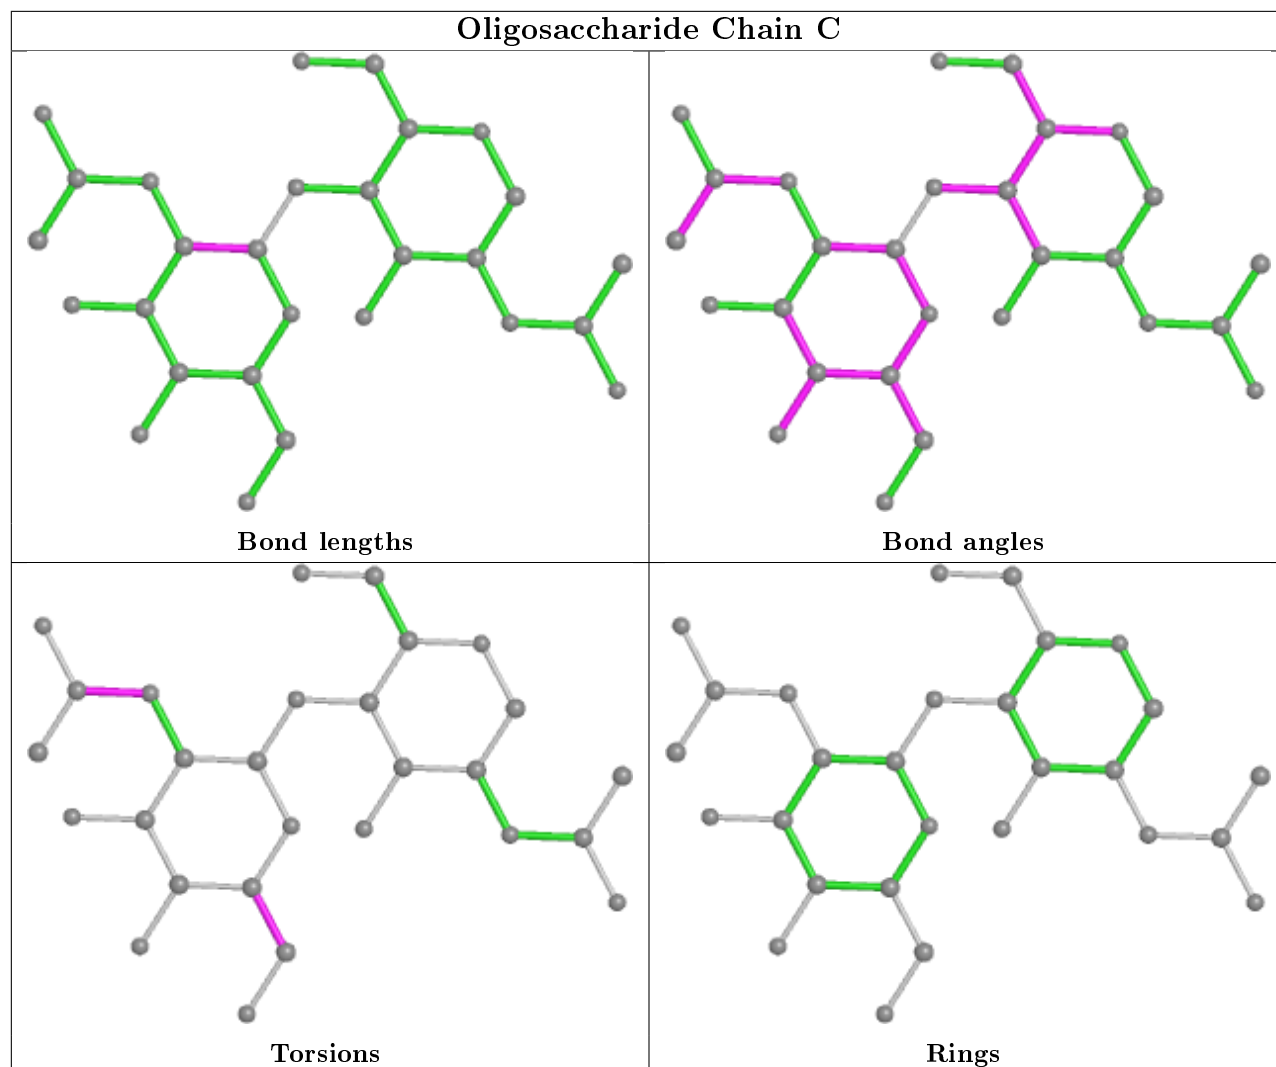 Oligosaccharide Chain C
Bond lengths
Bond angles
Torsions
Rings